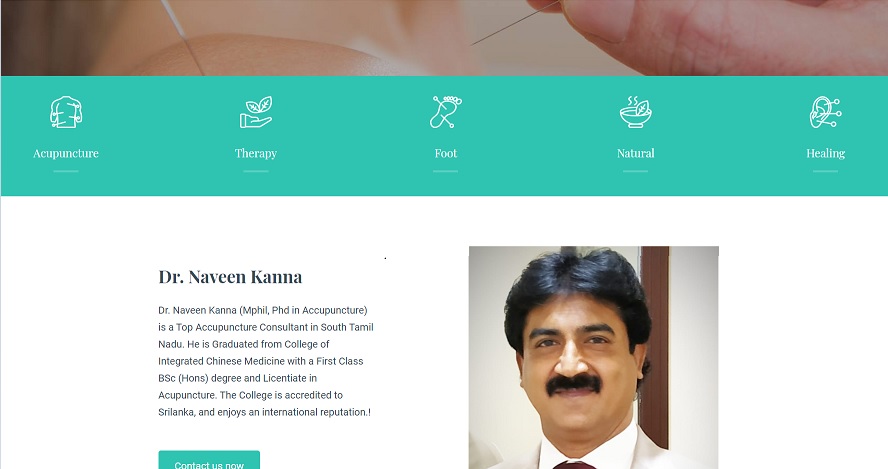 Acupuncture Therapy Foot Natural Healing
Dr. Naveen Kanna
Dr. Naveen Kanna (Mphil, Phd in Accupuncture)
is a Top Accupuncture Consultant in South Tamil
Nadu. He is Graduated from College of
Integrated Chinese Medicine with a First Class
BSc (Hons) degree and Licentiate in
Acupuncture. The College is accredited to
Srilanka, and enjoys an international reputation.!
Contact us now